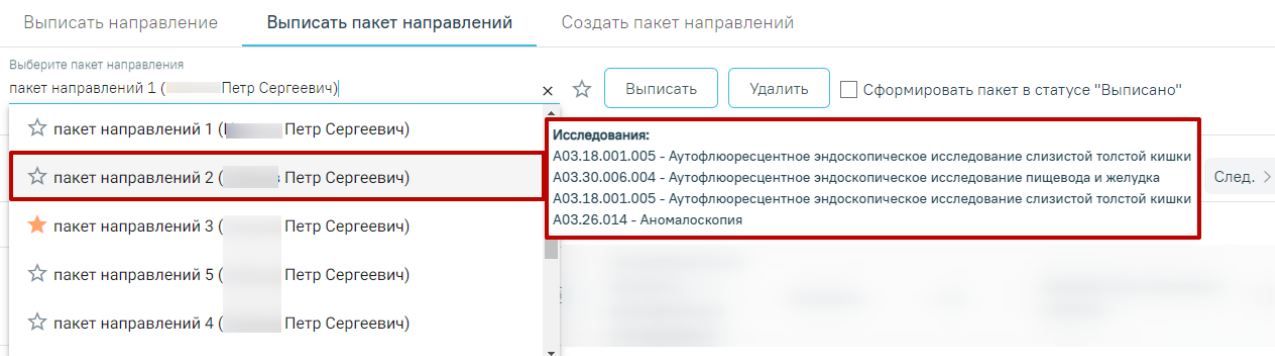 Выписать направление
Выписать пакет направлений
Создать пакет направлений
Выберите пакет направления
пакет направлений 1 ( Петр Сергеевич)
Выписать
Удалить
Сформировать пакет в статусе "Выписано"
пакет направлений 1 ( Петр Сергеевич)
пакет направлений 2 ( Петр Сергеевич)
пакет направлений 3 ( Петр Сергеевич)
пакет направлений 5 ( Петр Сергеевич)
пакет направлений 4 ( Петр Сергеевич)
Исследования:
A03.18.001.005 - Аутофлюоресцентное эндоскопическое исследование слизистой толстой кишки
A03.30.006.004 - Аутофлюоресцентное эндоскопическое исследование пищевода и желудка
A03.18.001.005 - Аутофлюоресцентное эндоскопическое исследование слизистой толстой кишки
A03.26.014 - Аномалоскопия
След.